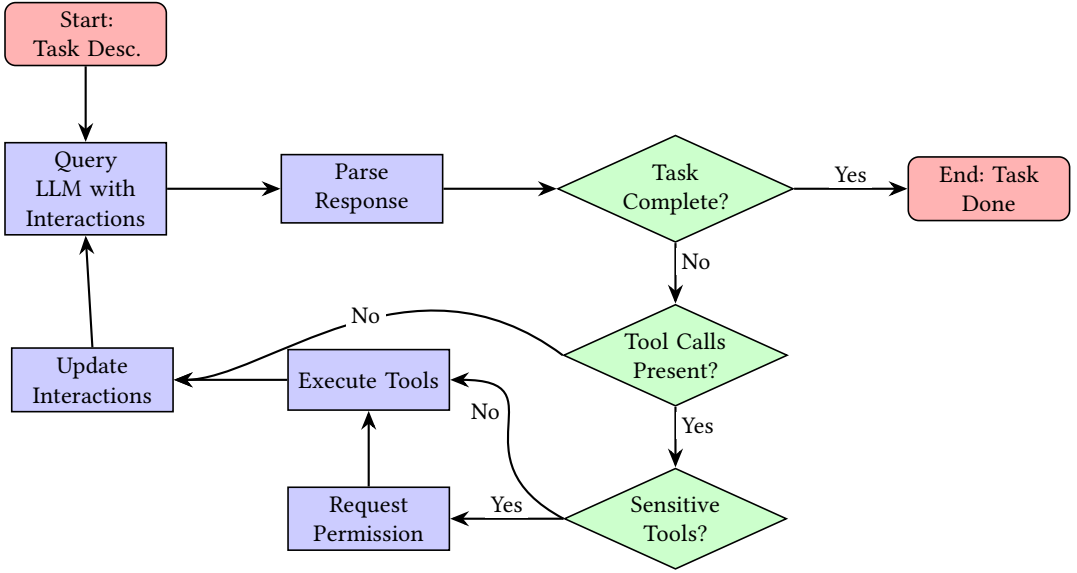 Start:
Task Desc.
Query
LLM with
Interactions
Parse
Response
Task
Complete?
Yes
End: Task
Done
No
Tool Calls
Present?
No
Update
Interactions
Execute Tools
No
Yes
Request
Permission
Yes
Sensitive
Tools?